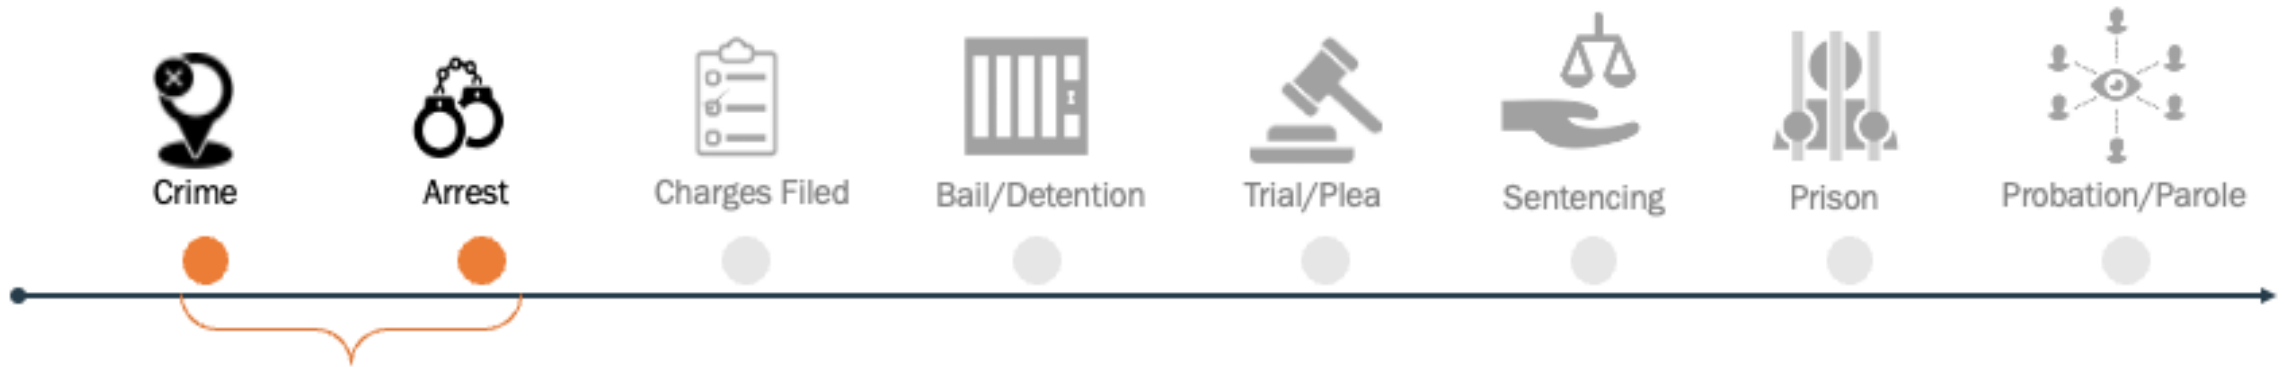 Crime
Arrest
Charges Filed
Bail/Detention
Trial/Plea
Sentencing
Prison
Probation/Parole